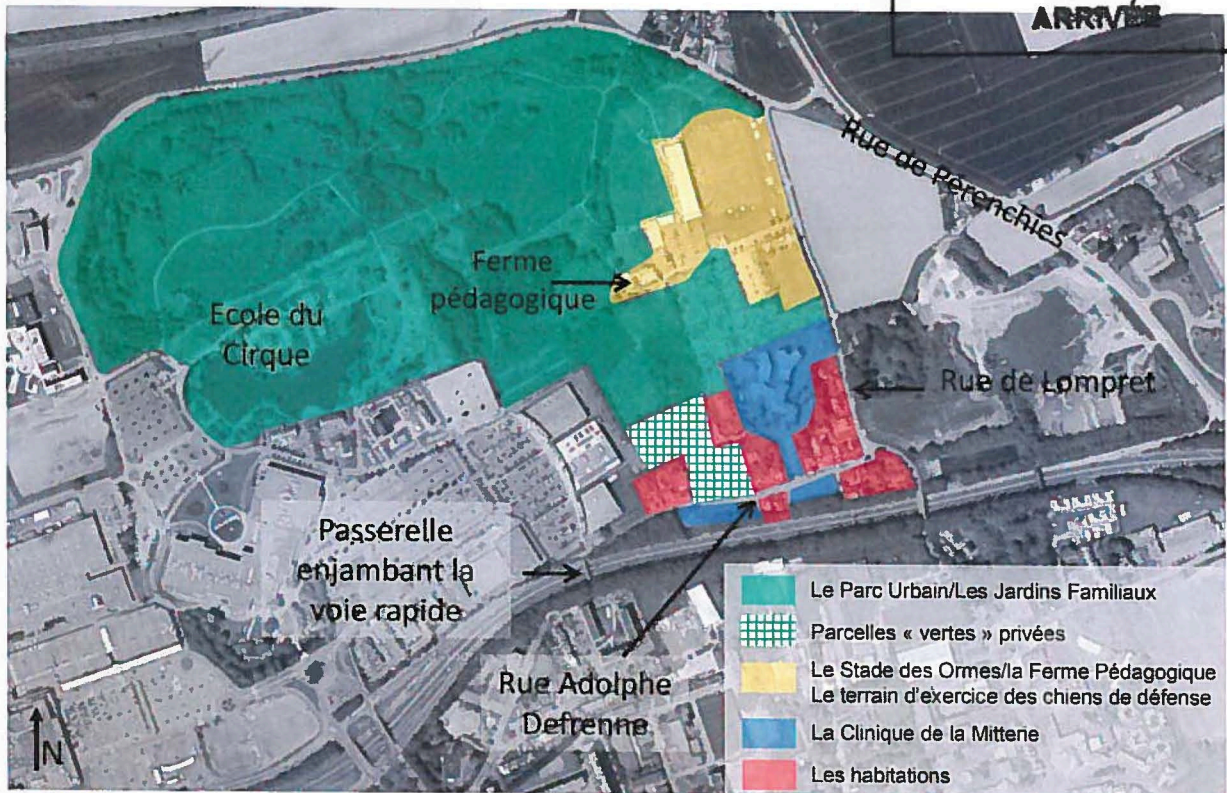 ARRIVÉE
Rue de Pérenchies
Ferme
pédagogique
Ecole du
Cirque
Rue de Lompret
Passerelle
enjambant la
voie rapide
Rue Adolphe
Defrenne
N
Le Parc Urbain/Les Jardins Familiaux
Parcelles « vertes » privées
Le Stade des Ormes/la Ferme Pédagogique
Le terrain d'exercice des chiens de défense
La Clinique de la Mitterie
Les habitations